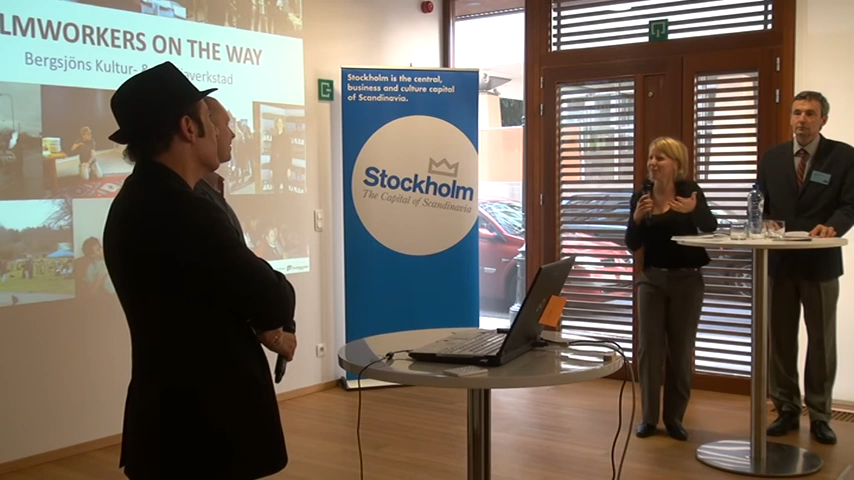 LMWORKERS ON THE WAY
Bergsjöns Kultur- & averkstad
Stockholm is the central,
business and culture capital
of Scandinavia.
Stockholm
The Capital of Scandinavia